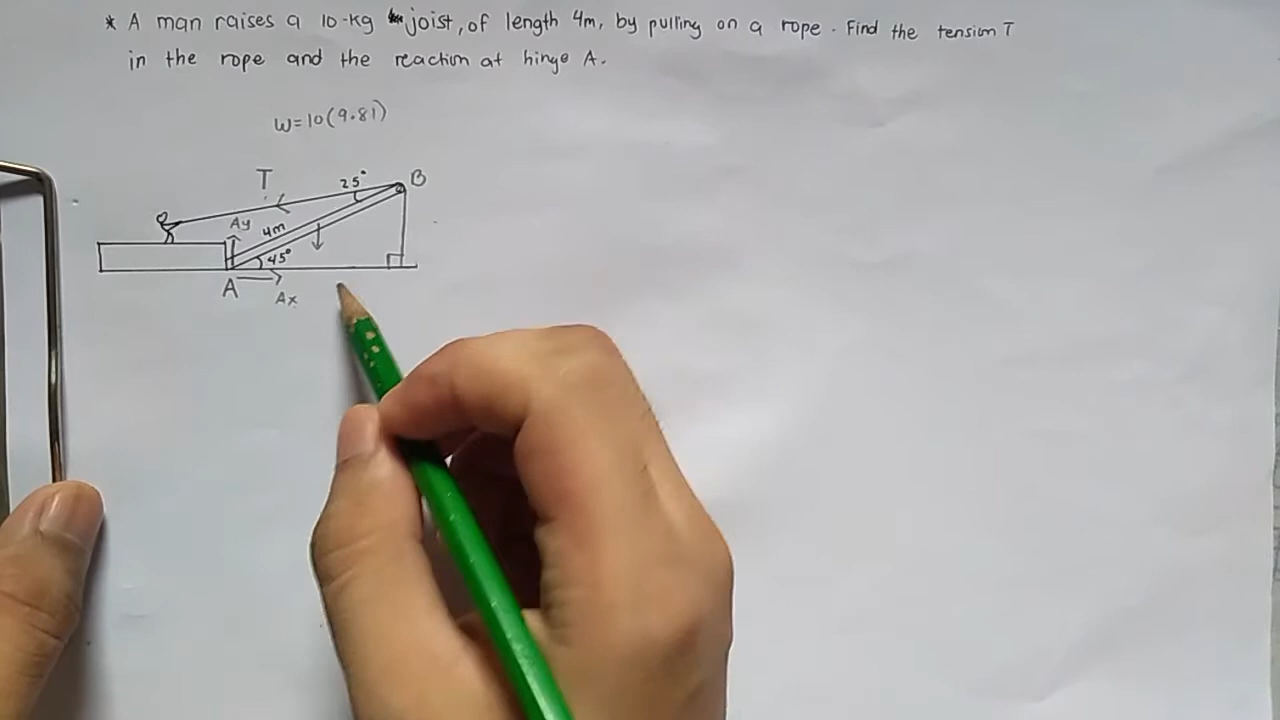 * A man raises a 10-kg joist, of length 4m, by pulling on a rope. Find the tension T
in the rope and the reaction at hinge A.
W=10(9.81)
T
25°
B
Ay
4m
45°
A
Ax